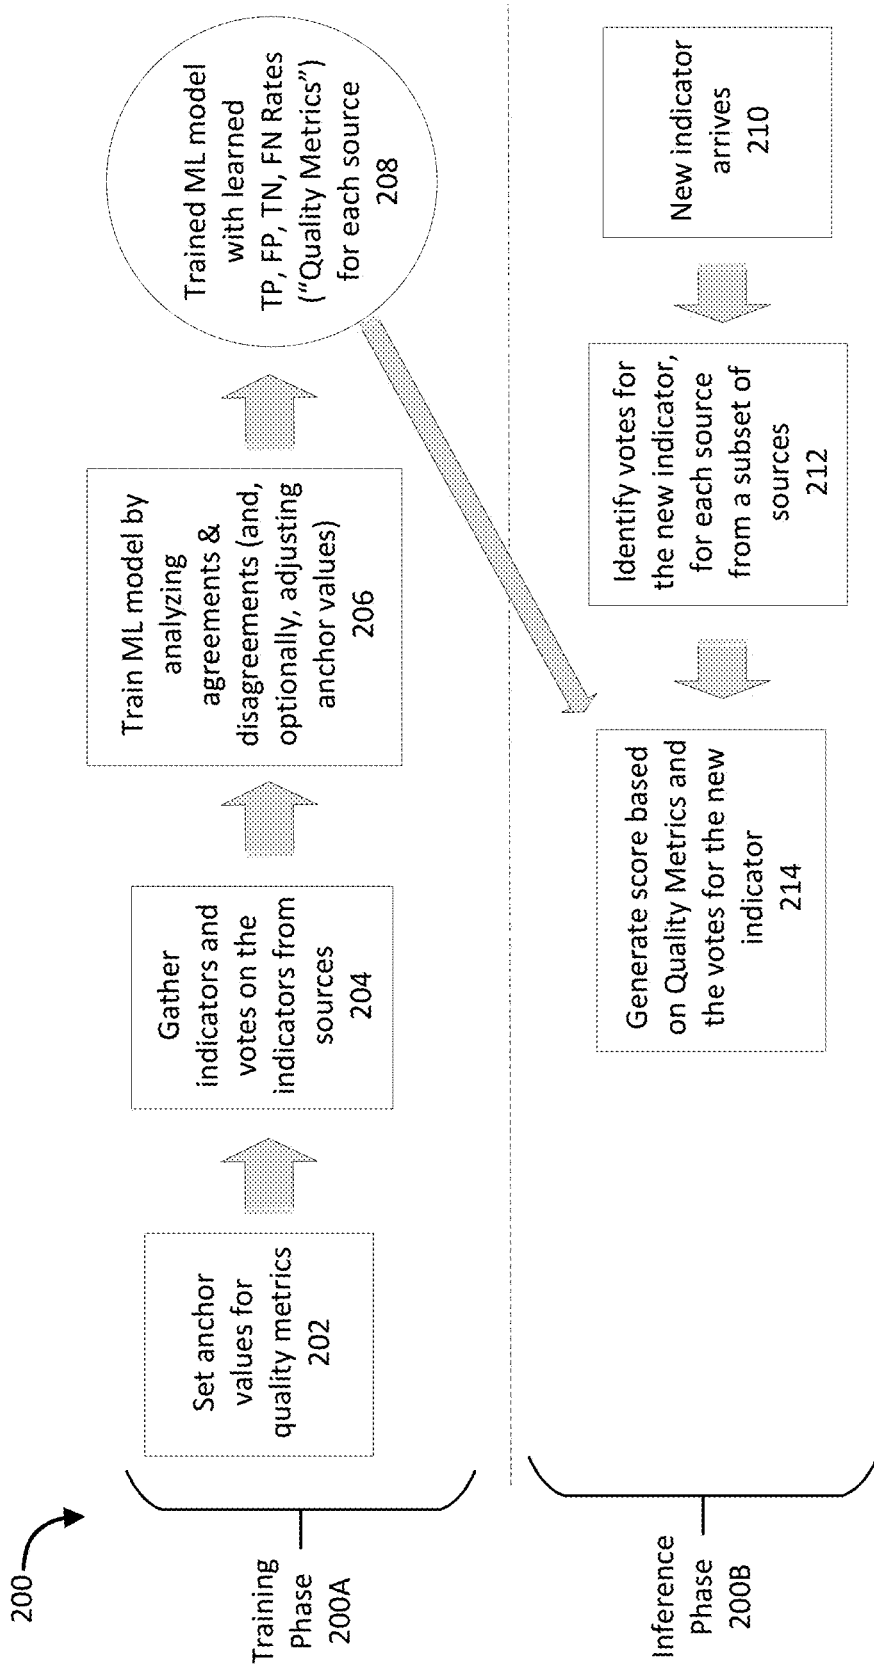 200
Training
Phase
200A
Set anchor
values for
quality metrics
202
Gather
indicators and
votes on the
indicators from
sources
204
Train ML model by
analyzing
agreements &
disagreements (and,
optionally, adjusting
anchor values)
206
Trained ML model
with learned
TP, FP, TN, FN Rates
(“Quality Metrics”)
for each source
208
Inference
Phase
200B
New indicator
arrives
210
Identify votes for
the new indicator,
for each source
from a subset of
sources
212
Generate score based
on Quality Metrics and
the votes for the new
indicator
214